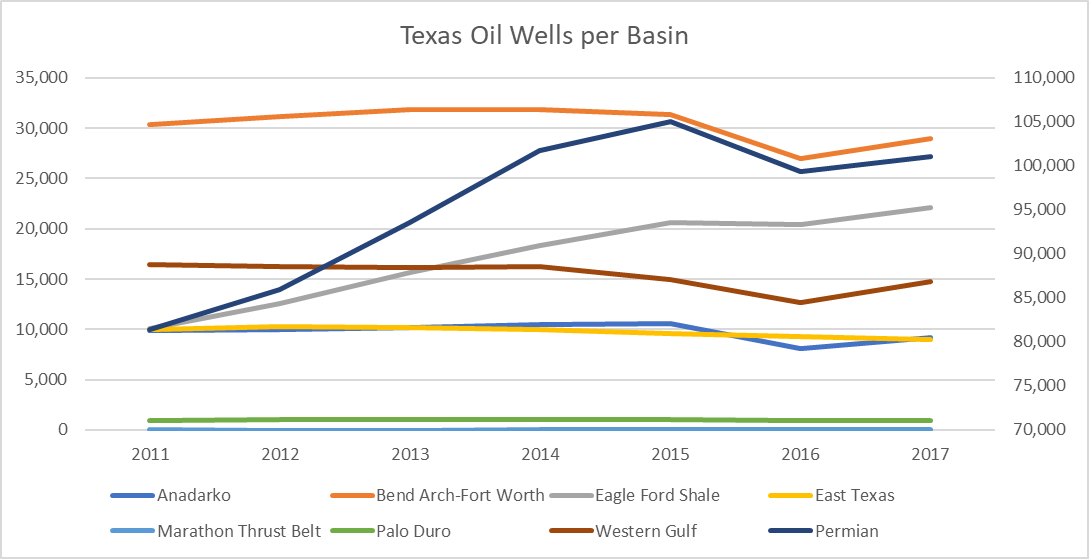 Texas Oil Wells per Basin
35,000 110,000
30,000 105,000
25,000 100,000
20,000 95,000
15,000 90,000
10,000 85,000
5,000 80,000
0 75,000
70,000
2011 2012 2013 2014 2015 2016 2017
Anadarko Bend Arch-Fort Worth Eagle Ford Shale East Texas
Marathon Thrust Belt Palo Duro Western Gulf Permian